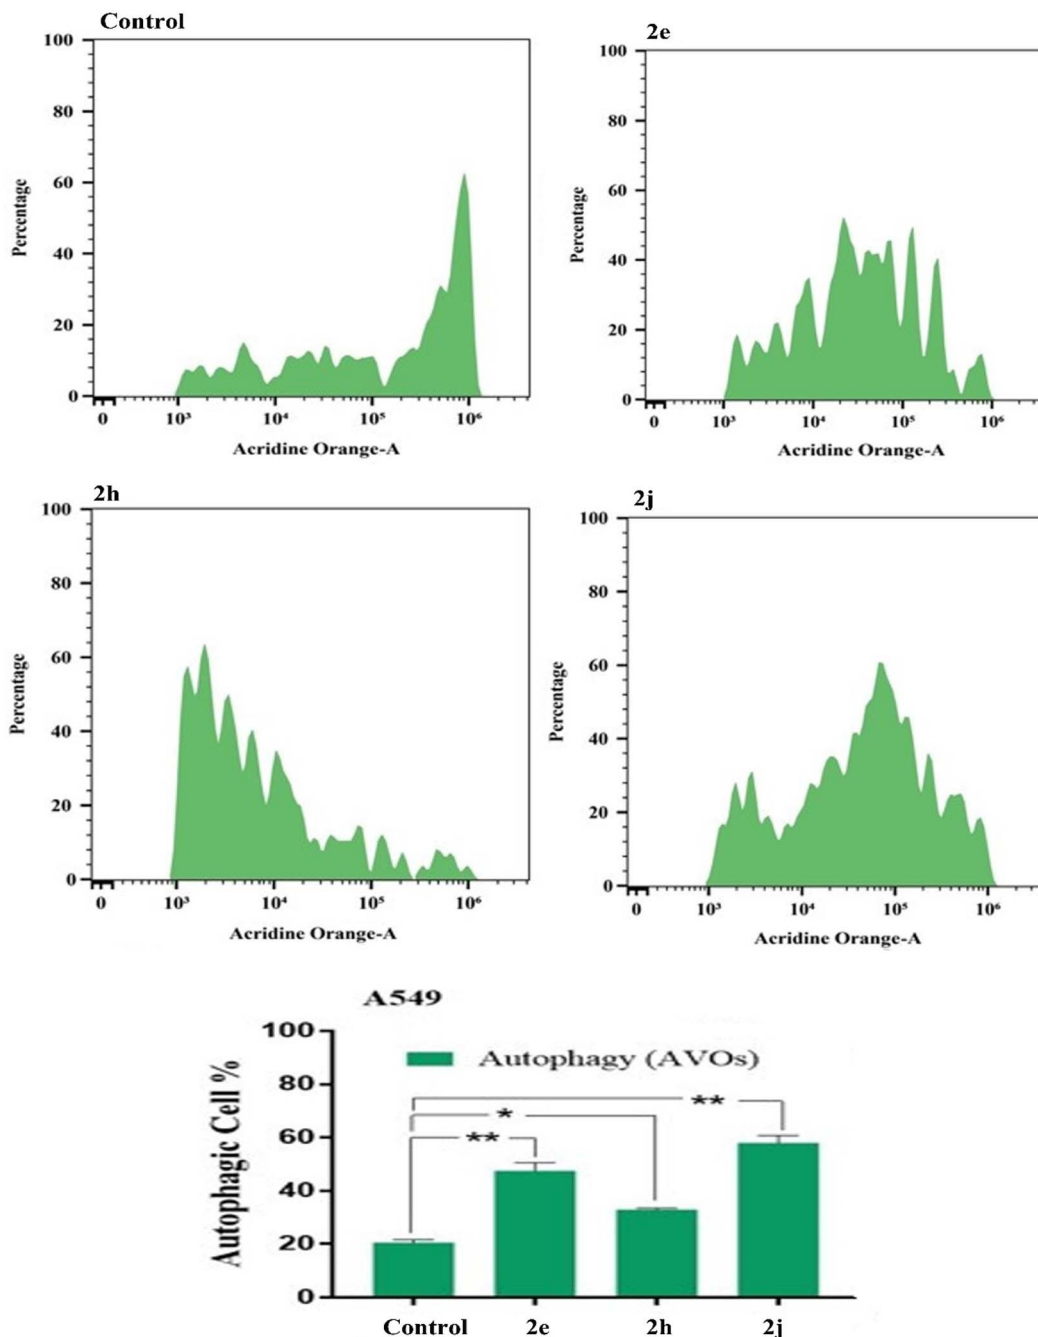 Control
100
80
60
40
20
0
Percentage
0 10³ 10⁴ 10⁵ 10⁶
Acridine Orange-A
2e
100
80
60
40
20
0
Percentage
0 10³ 10⁴ 10⁵ 10⁶
Acridine Orange-A
2h
100
80
60
40
20
0
Percentage
0 10³ 10⁴ 10⁵ 10⁶
Acridine Orange-A
2j
100
80
60
40
20
0
Percentage
0 10³ 10⁴ 10⁵ 10⁶
Acridine Orange-A
A549
Autophagic Cell %
100
80
60
40
20
0
Autophagy (AVOs)
**
*
**
Control 2e 2h 2j